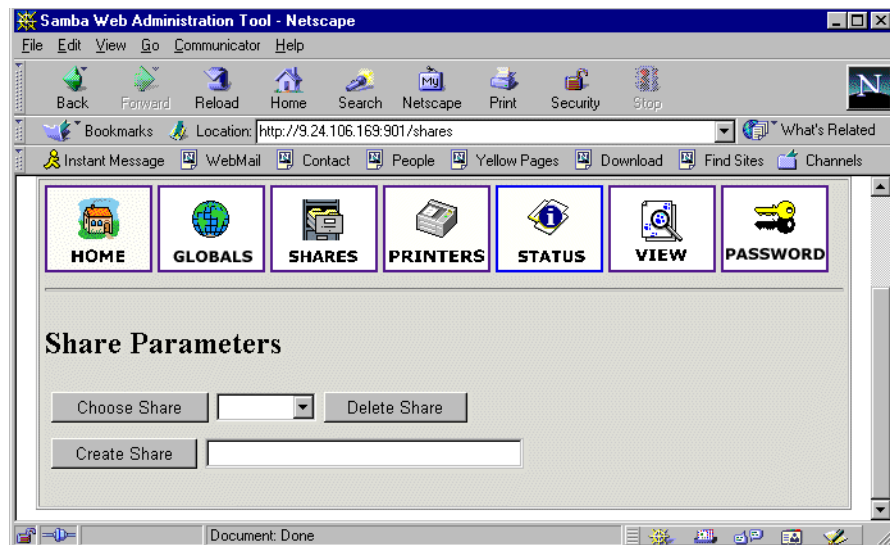 Samba Web Administration Tool - Netscape
File Edit View Go Communicator Help
Back Forward Reload Home Search My Netscape Print Security Stop N
Bookmarks Location: http://9.24.106.169:901/shares What's Related
Instant Message WebMail Contact People Yellow Pages Download Find Sites Channels
HOME GLOBALS SHARES PRINTERS STATUS VIEW PASSWORD
Share Parameters
Choose Share Delete Share
Create Share
Document: Done